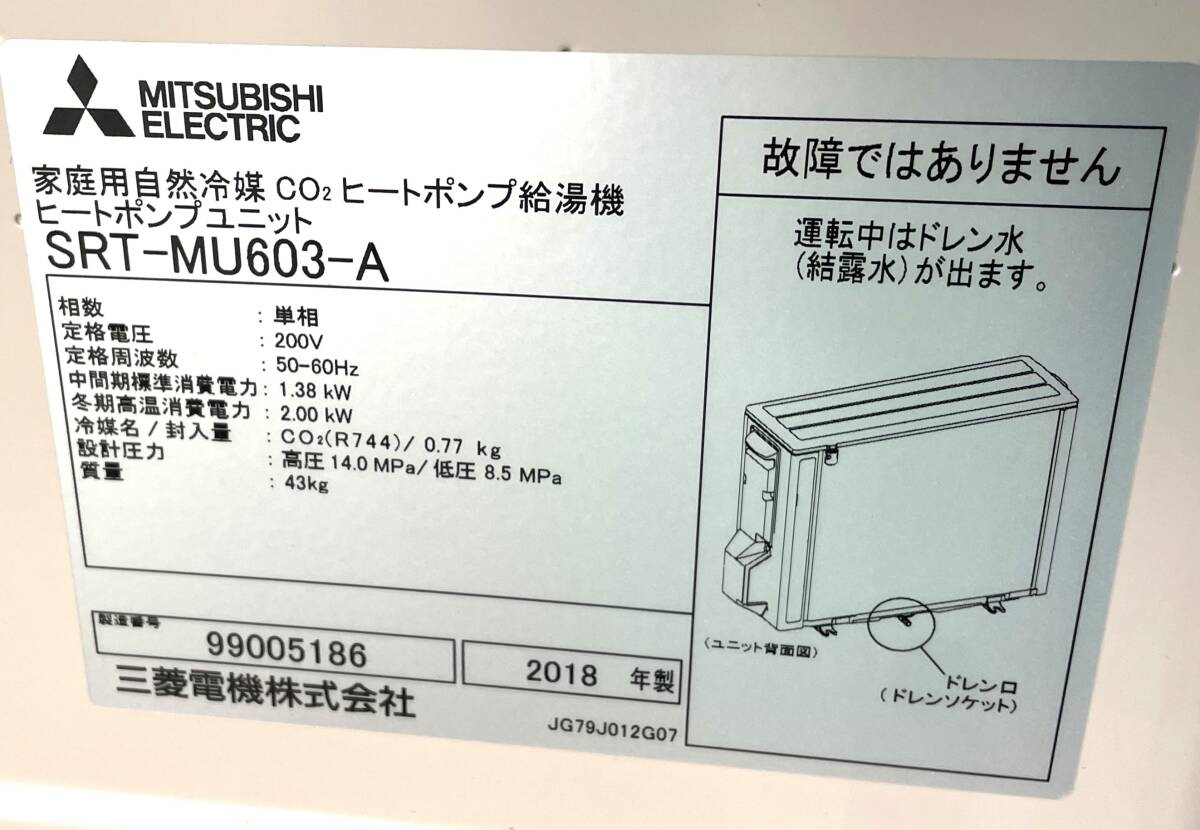 MITSUBISHI
ELECTRIC
家庭用自然冷媒 CO₂ ヒートポンプ給湯機
ヒートポンプユニット
SRT-MU603-A
相数 : 単相
定格電圧 : 200V
定格周波数 : 50-60Hz
中間期標準消費電力 : 1.38 kW
冬期高温消費電力 : 2.00 kW
冷媒名/封入量 : CO₂(R744)/ 0.77 kg
設計圧力 : 高圧 14.0 MPa/ 低圧 8.5 MPa
質量 : 43kg
製造番号
99005186
2018 年製
三菱電機株式会社
JG79J012G07
故障ではありません
運転中はドレン水
(結露水)が出ます。
(ユニット背面図)
ドレン口
(ドレンソケット)